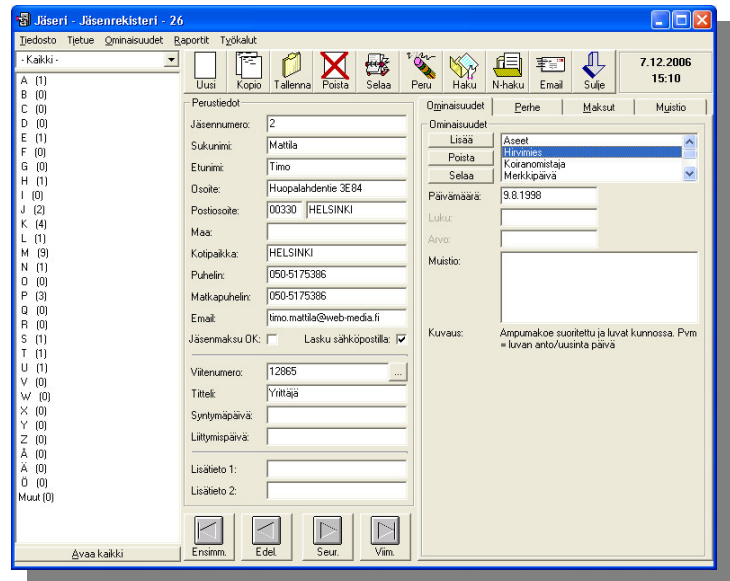 Jäseri - Jäsenrekisteri - 26
Tiedosto Tietue Ominaisuudet Raportit Työkalut
- Kaikki -
A (1)
B (0)
C (0)
D (0)
E (1)
F (0)
G (0)
H (1)
I (0)
J (2)
K (4)
L (1)
M (9)
N (1)
O (0)
P (3)
Q (0)
R (0)
S (1)
T (1)
U (1)
V (0)
W (0)
X (0)
Y (0)
Z (0)
Å (0)
Ä (0)
Ö (0)
Muut (0)
Avaa kaikki
Uusi Kopio Tallenna Poista Selaa Peru Haku N-haku Email Sulje
7.12.2006
15:10
Perustiedot
Jäsennumero: 2
Sukunimi: Mattila
Etunimi: Timo
Osoite: Huopalahdentie 3E84
Postiosoite: 00330 HELSINKI
Maa:
Kotipaikka: HELSINKI
Puhelin: 050-5175386
Matkapuhelin: 050-5175386
Email: timo.mattila@web-media.fi
Jäsenmaksu OK: Lasku sähköpostilla:
Viitenumero: 12865 ...
Titteli: Yrittäjä
Syntymäpäivä:
Liittymispäivä:
Lisätieto 1:
Lisätieto 2:
Ensimm. Edel. Seur. Viim.
Ominaisuudet Perhe Maksut Muistio
Ominaisuudet
Lisää
Poista
Selaa
Aseet
Hirvimies
Koiranomistaja
Merkkipäivä
Päivämäärä: 9.8.1998
Luku:
Arvo:
Muistio:
Kuvaus: Ampumakoe suoritettu ja luvat kunnossa. Pvm
= luvan anto/uusinta päivä